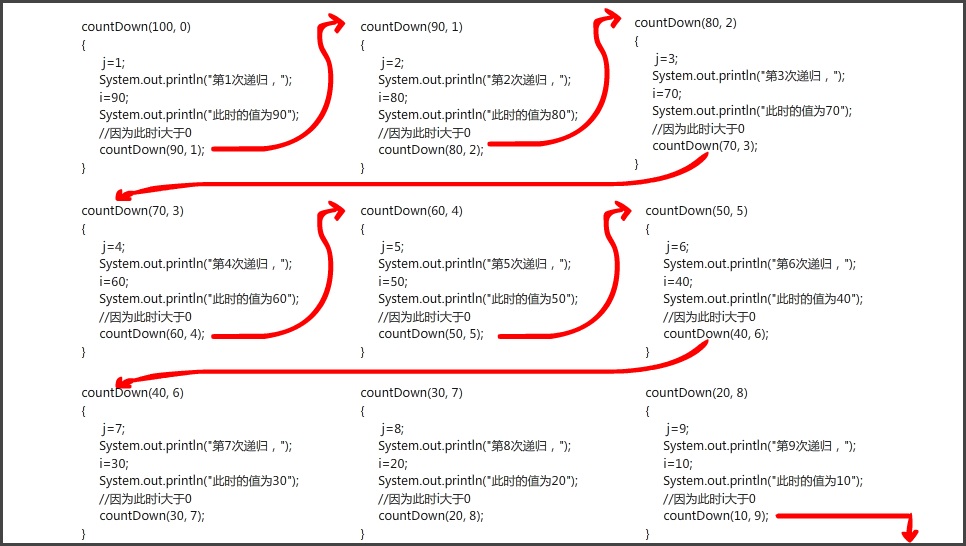 countDown(100, 0)
{
j=1;
System.out.println("第1次递归，");
i=90;
System.out.println("此时的值为90");
//因为此时i大于0
countDown(90, 1);
}
countDown(90, 1)
{
j=2;
System.out.println("第2次递归，");
i=80;
System.out.println("此时的值为80");
//因为此时i大于0
countDown(80, 2);
}
countDown(80, 2)
{
j=3;
System.out.println("第3次递归，");
i=70;
System.out.println("此时的值为70");
//因为此时i大于0
countDown(70, 3);
}
countDown(70, 3)
{
j=4;
System.out.println("第4次递归，");
i=60;
System.out.println("此时的值为60");
//因为此时i大于0
countDown(60, 4);
}
countDown(60, 4)
{
j=5;
System.out.println("第5次递归，");
i=50;
System.out.println("此时的值为50");
//因为此时i大于0
countDown(50, 5);
}
countDown(50, 5)
{
j=6;
System.out.println("第6次递归，");
i=40;
System.out.println("此时的值为40");
//因为此时i大于0
countDown(40, 6);
}
countDown(40, 6)
{
j=7;
System.out.println("第7次递归，");
i=30;
System.out.println("此时的值为30");
//因为此时i大于0
countDown(30, 7);
}
countDown(30, 7)
{
j=8;
System.out.println("第8次递归，");
i=20;
System.out.println("此时的值为20");
//因为此时i大于0
countDown(20, 8);
}
countDown(20, 8)
{
j=9;
System.out.println("第9次递归，");
i=10;
System.out.println("此时的值为10");
//因为此时i大于0
countDown(10, 9);
}